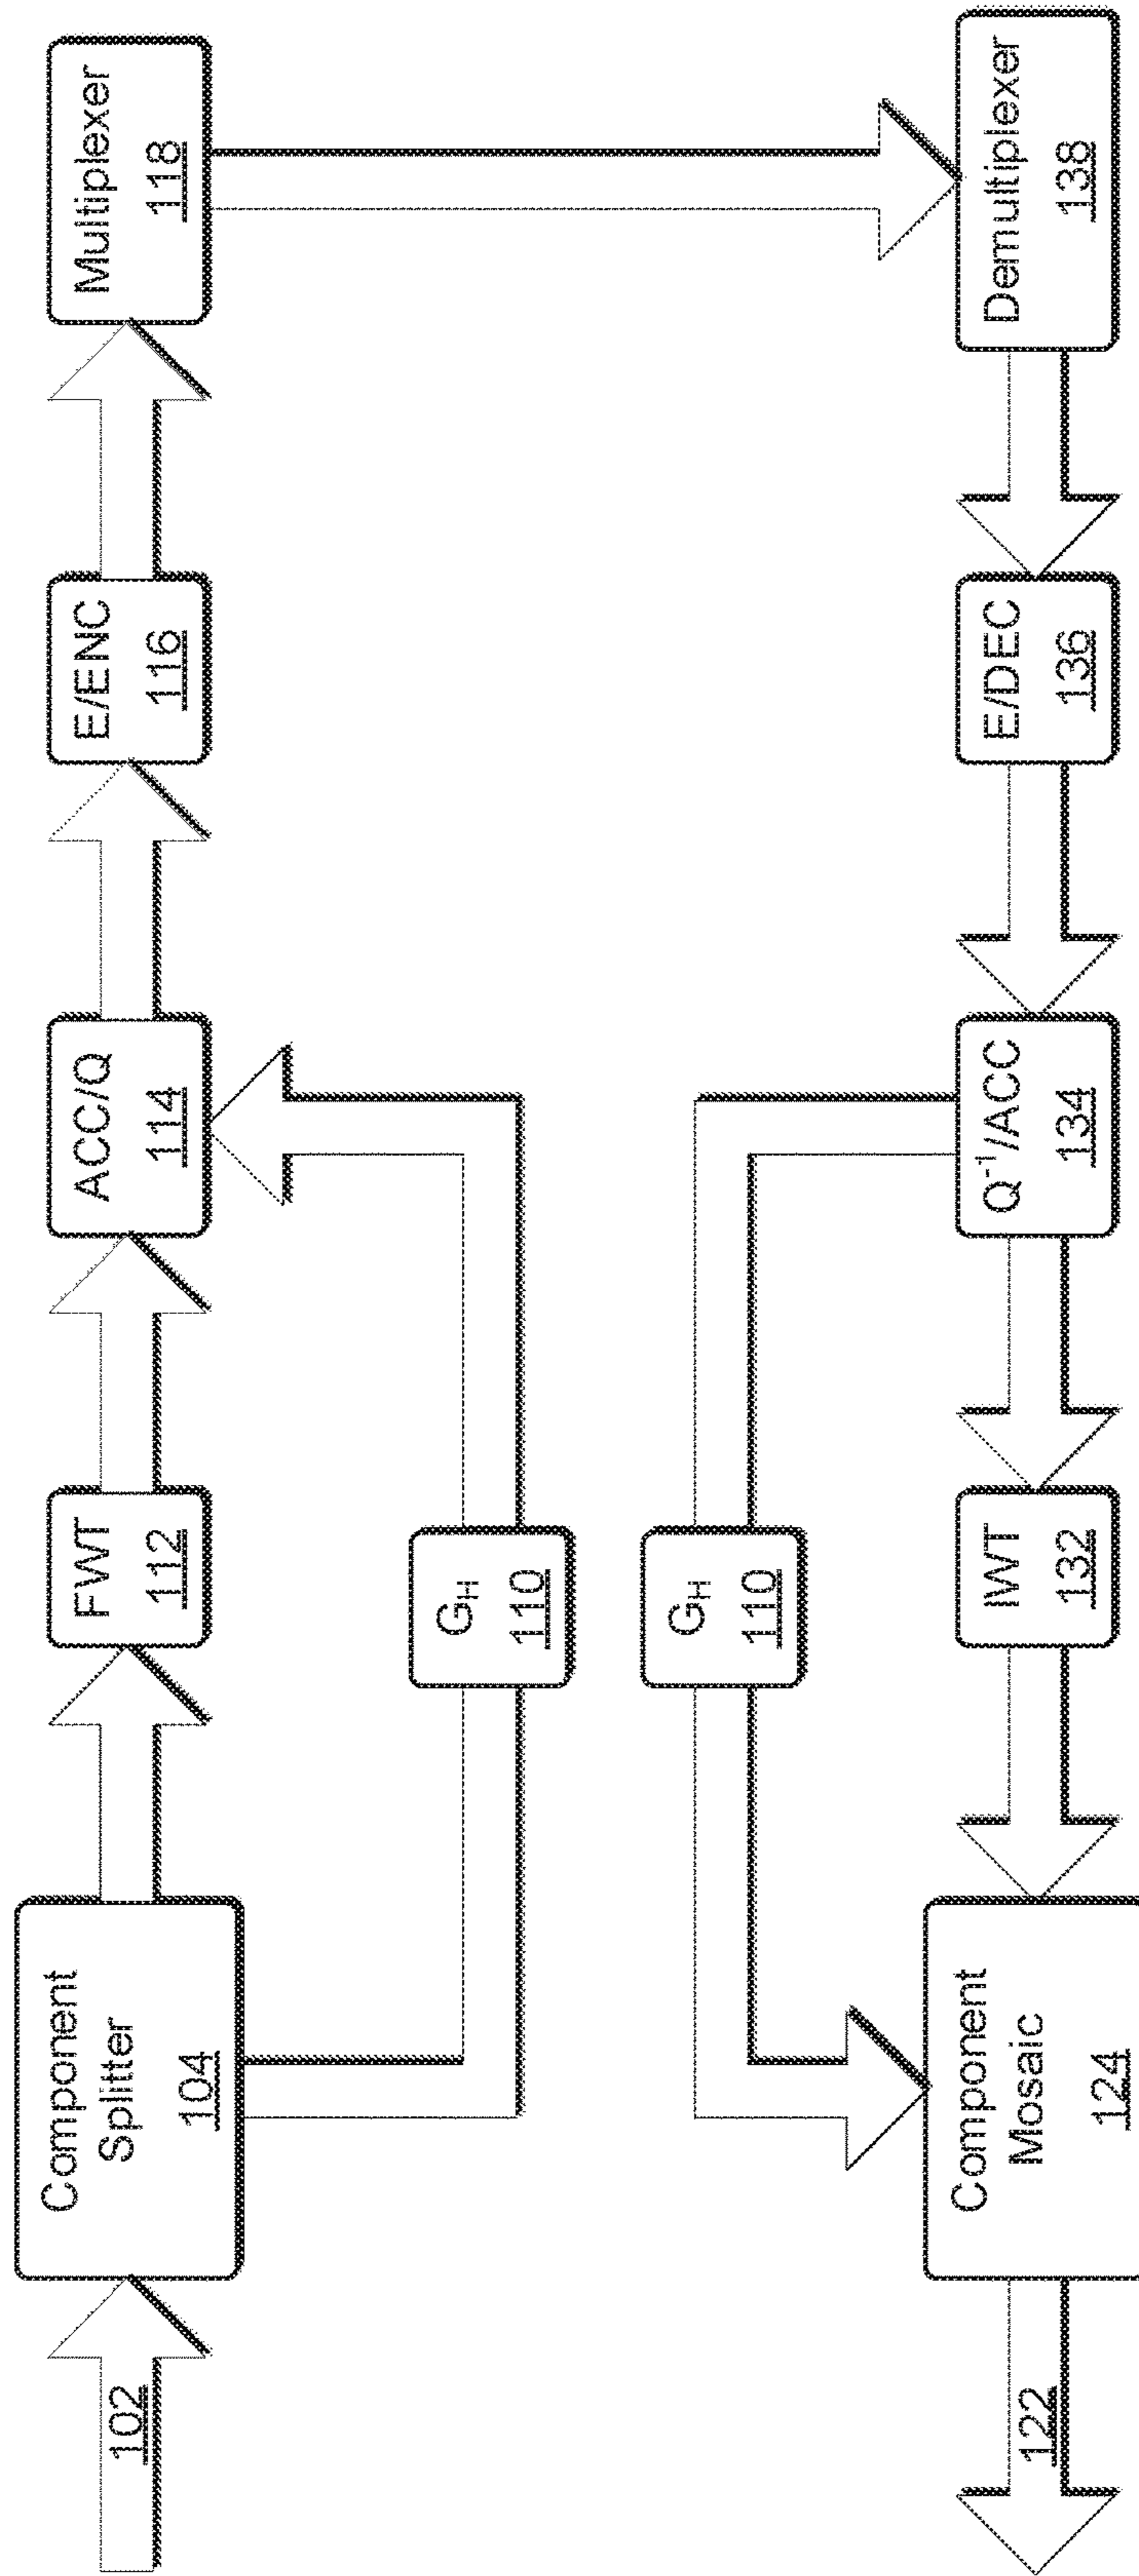 102
Component
Splitter
104
FWT
112
ACC/Q
114
E/ENC
116
Multiplexer
118
G_H
110
G_H
110
122
Component
Mosaic
124
IWT
132
Q⁻¹/ACC
134
E/DEC
136
Demultiplexer
138